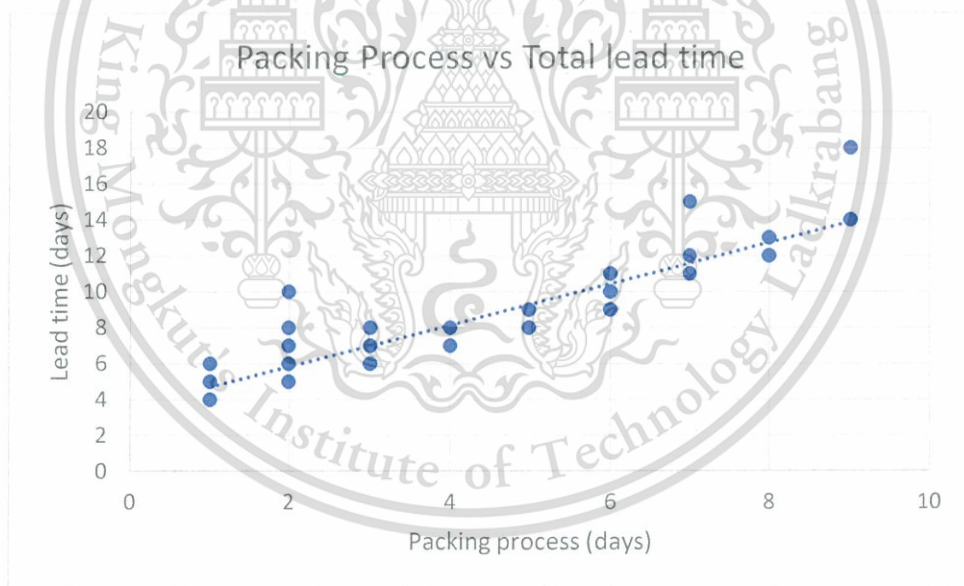 Packing Process vs Total lead time
20
18
16
14
12
10
8
6
4
2
0
Lead time (days)
0 2 4 6 8 10
Packing process (days)
King Mongkut's Institute of Technology Ladkrabang